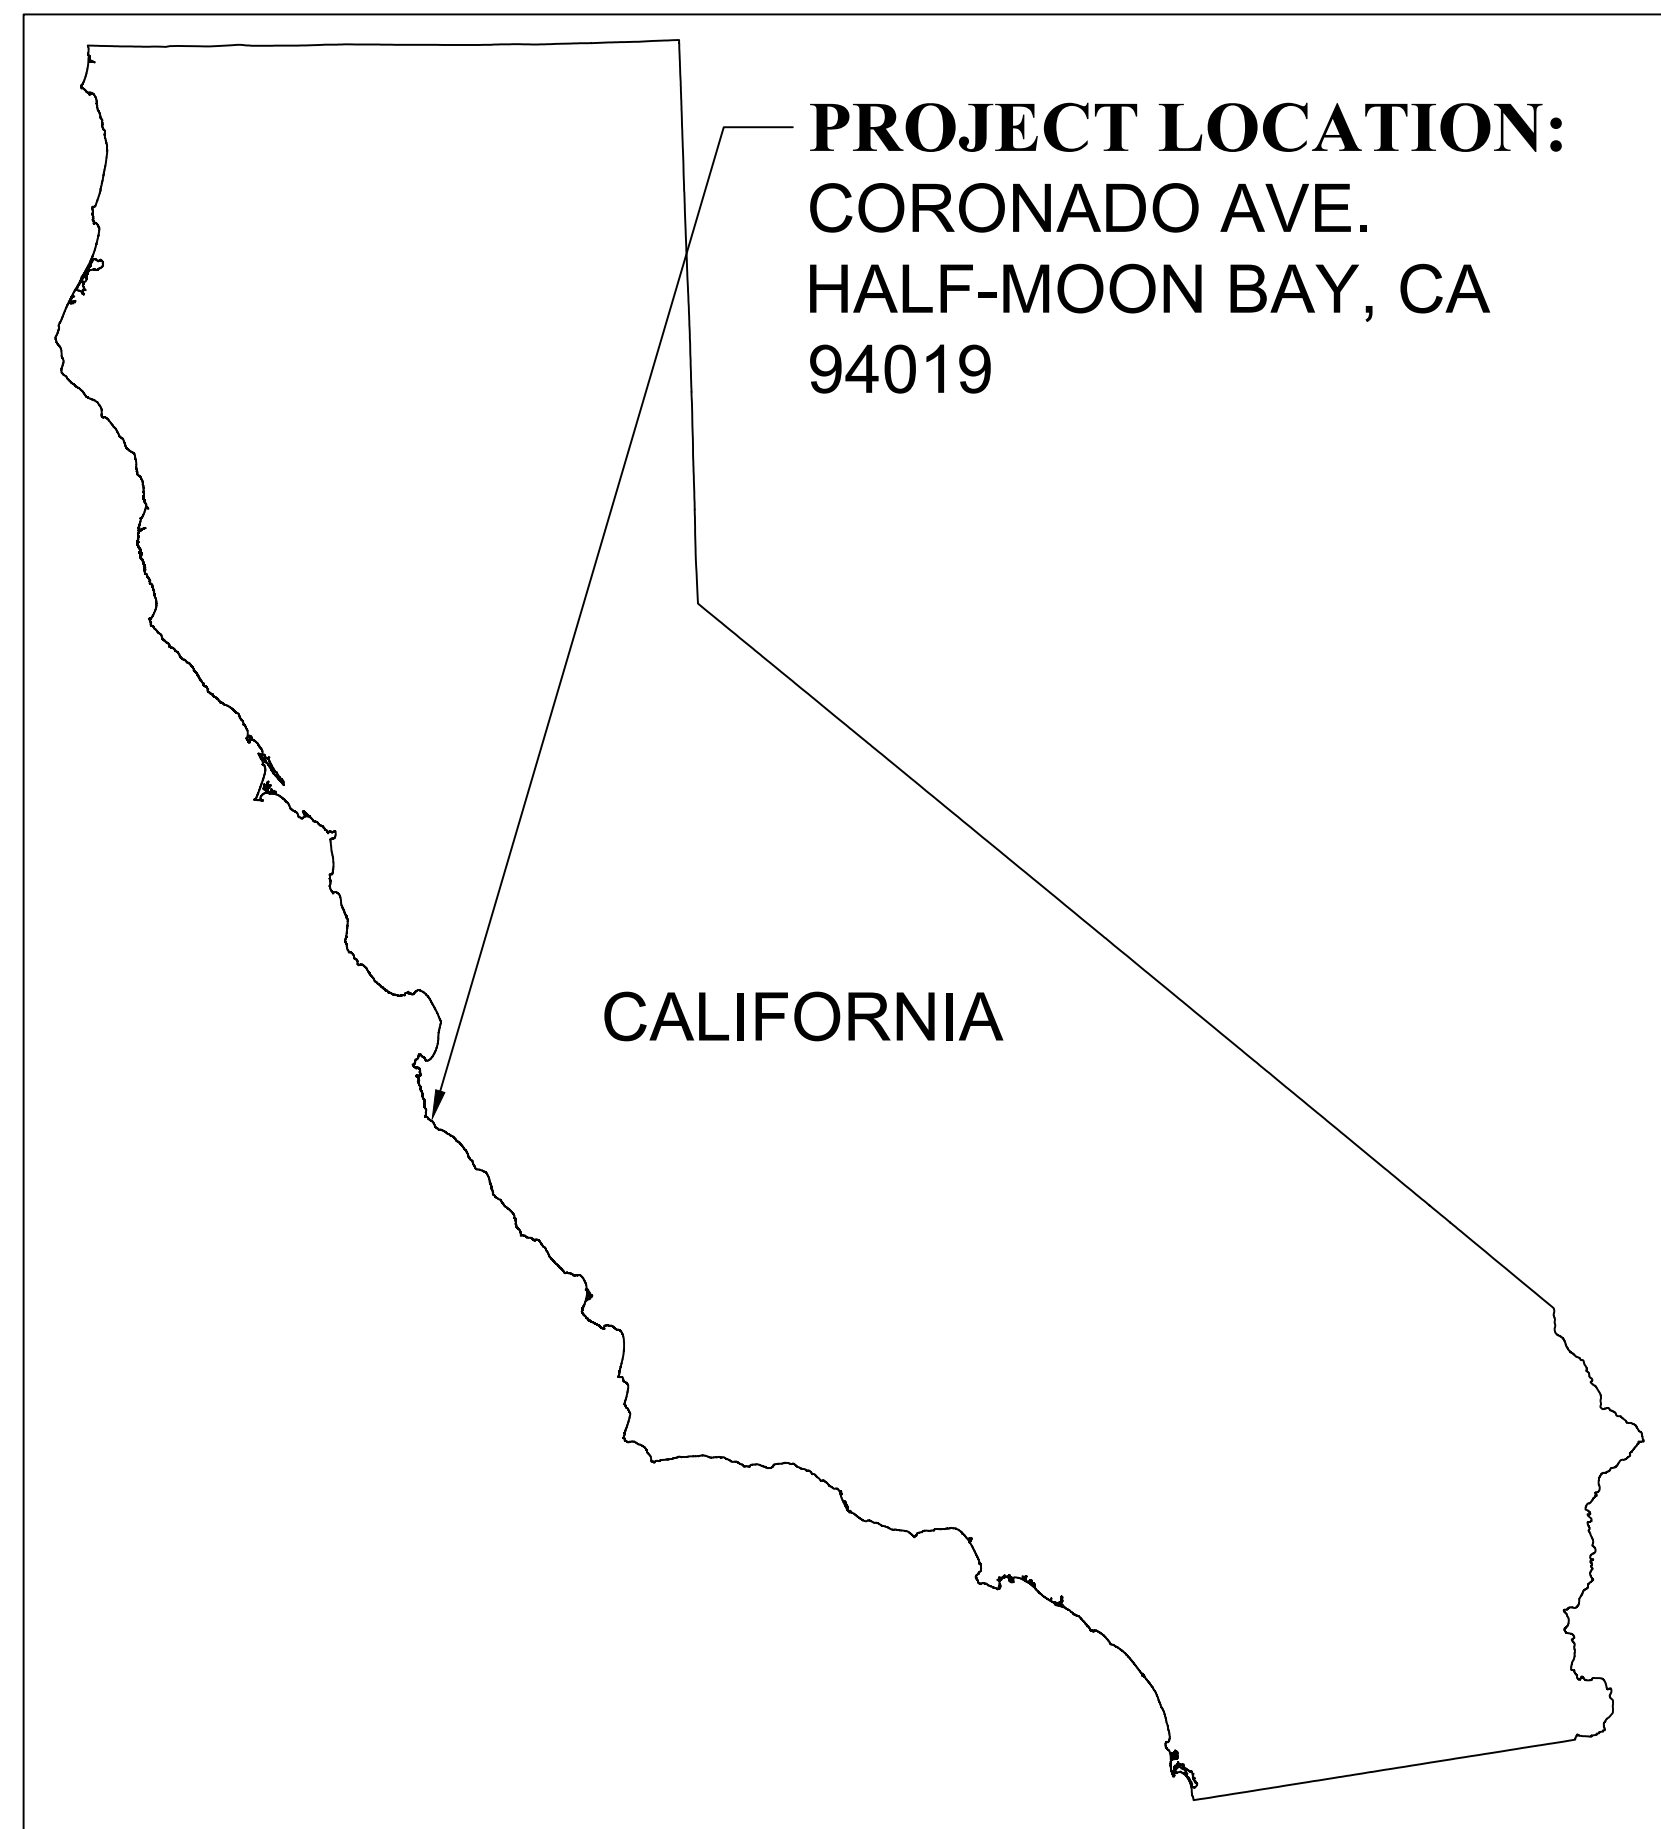 PROJECT LOCATION:
CORONADO AVE.
HALF-MOON BAY, CA
94019
CALIFORNIA